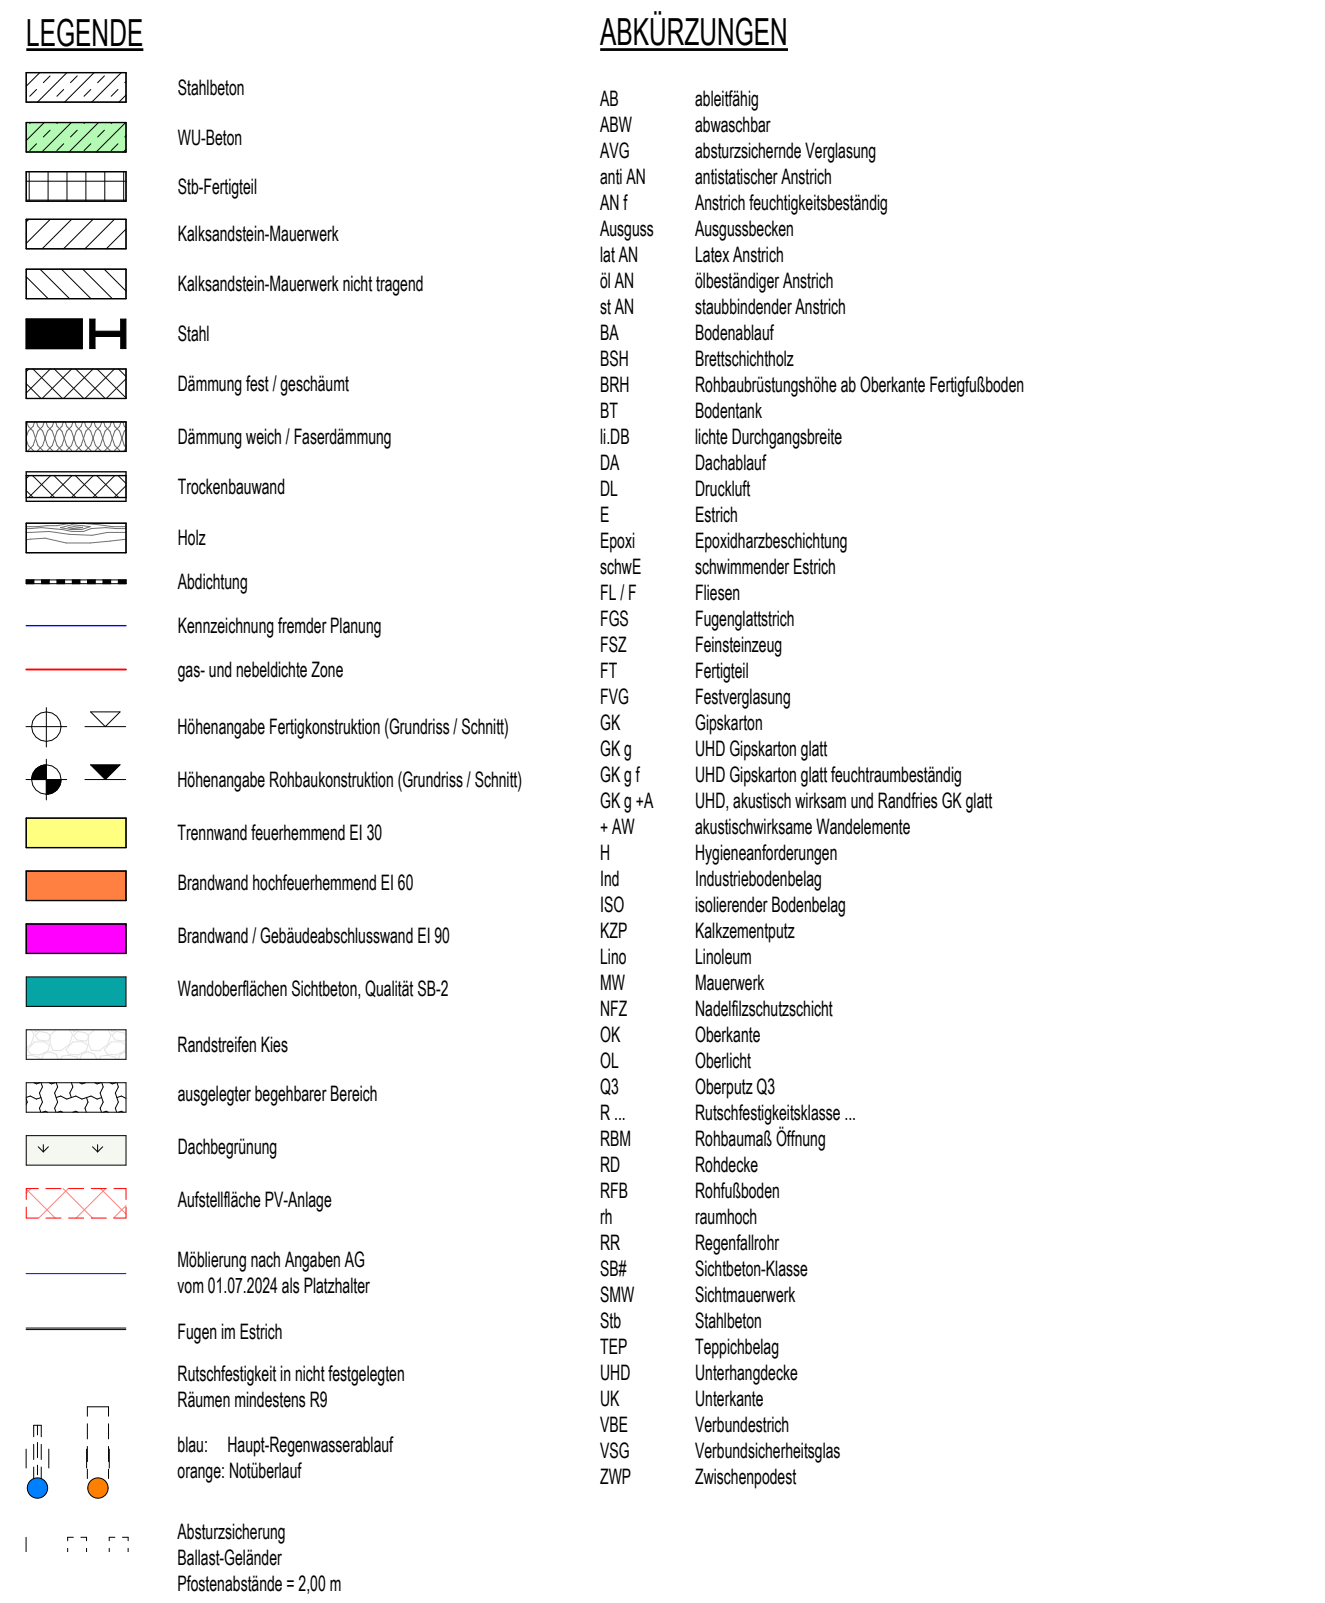 LEGENDE
Stahlbeton
WU-Beton
Stb-Fertigteil
Kalksandstein-Mauerwerk
Kalksandstein-Mauerwerk nicht tragend
Stahl
Dämmung fest / geschäumt
Dämmung weich / Faserdämmung
Trockenbauwand
Holz
Abdichtung
Kennzeichnung fremder Planung
gas- und nebeldichte Zone
Höhenangabe Fertigkonstruktion (Grundriss / Schnitt)
Höhenangabe Rohbaukonstruktion (Grundriss / Schnitt)
Trennwand feuerhemmend EI 30
Brandwand hochfeuerhemmend EI 60
Brandwand / Gebäudeabschlusswand EI 90
Wandoberflächen Sichtbeton, Qualität SB-2
Randstreifen Kies
ausgelegter begehbarer Bereich
Dachbegrünung
Aufstellfläche PV-Anlage
Möblierung nach Angaben AG
vom 01.07.2024 als Platzhalter
Fugen im Estrich
Rutschfestigkeit in nicht festgelegten
Räumen mindestens R9
blau: Haupt-Regenwasserablauf
orange: Notüberlauf
Absturzsicherung
Ballast-Geländer
Pfostenabstände = 2,00 m
ABKÜRZUNGEN
AB ableitfähig
ABW abwaschbar
AVG absturzsichernde Verglasung
anti AN antistatischer Anstrich
AN f Anstrich feuchtigkeitsbeständig
Ausguss Ausgussbecken
lat AN Latex Anstrich
öl AN ölbeständiger Anstrich
st AN staubbindender Anstrich
BA Bodenablauf
BSH Brettschichtholz
BRH Rohbaubrüstungshöhe ab Oberkante Fertigfußboden
BT Bodentank
li.DB lichte Durchgangsbreite
DA Dachablauf
DL Druckluft
E Estrich
Epoxi Epoxidharzbeschichtung
schwE schwimmender Estrich
FL / F Fliesen
FGS Fugenglattstrich
FSZ Feinsteinzeug
FT Fertigteil
FVG Festverglasung
GK Gipskarton
GK g UHD Gipskarton glatt
GK g f UHD Gipskarton glatt feuchtraumbeständig
GK g +A UHD, akustisch wirksam und Randfries GK glatt
+ AW akustischwirksame Wandelemente
H Hygieneanforderungen
Ind Industriebodenbelag
ISO isolierender Bodenbelag
KZP Kalkzementputz
Lino Linoleum
MW Mauerwerk
NFZ Nadelfilzschutzschicht
OK Oberkante
OL Oberlicht
Q3 Oberputz Q3
R ... Rutschfestigkeitsklasse ...
RBM Rohbaumaß Öffnung
RD Rohdecke
RFB Rohfußboden
rh raumhoch
RR Regenfallrohr
SB# Sichtbeton-Klasse
SMW Sichtmauerwerk
Stb Stahlbeton
TEP Teppichbelag
UHD Unterhangdecke
UK Unterkante
VBE Verbundestrich
VSG Verbundsicherheitsglas
ZWP Zwischenpodest